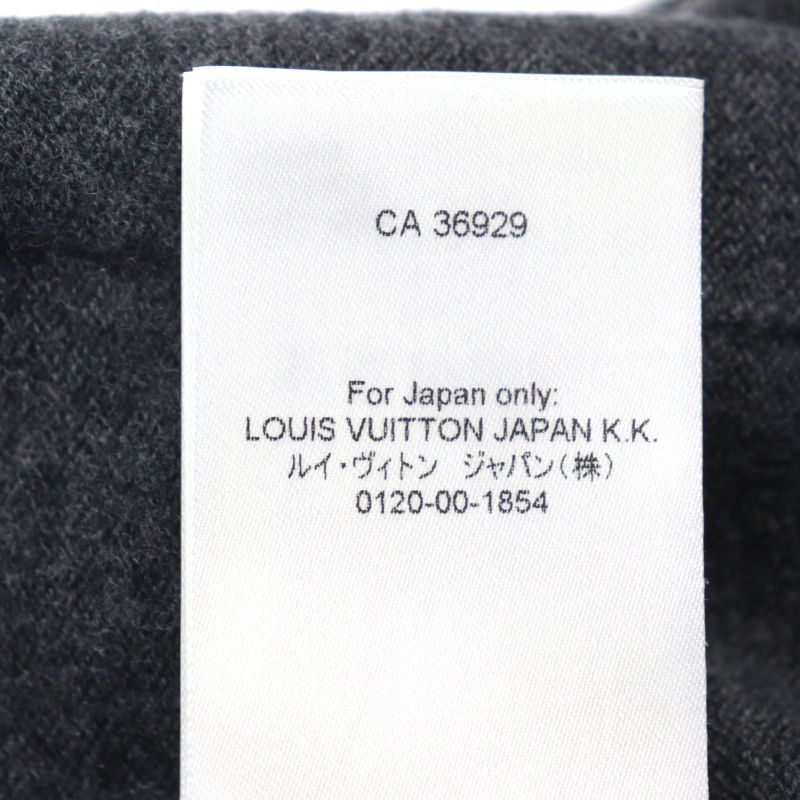 CA 36929
For Japan only:
LOUIS VUITTON JAPAN K.K.
ルイ・ヴィトン ジャパン(株)
0120-00-1854